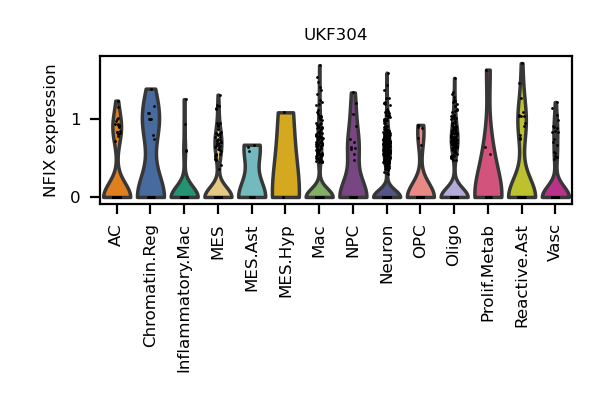 UKF304
NFIX expression
1
0
AC
Chromatin.Reg
Inflammatory.Mac
MES
MES.Ast
MES.Hyp
Mac
NPC
Neuron
OPC
Oligo
Prolif.Metab
Reactive.Ast
Vasc